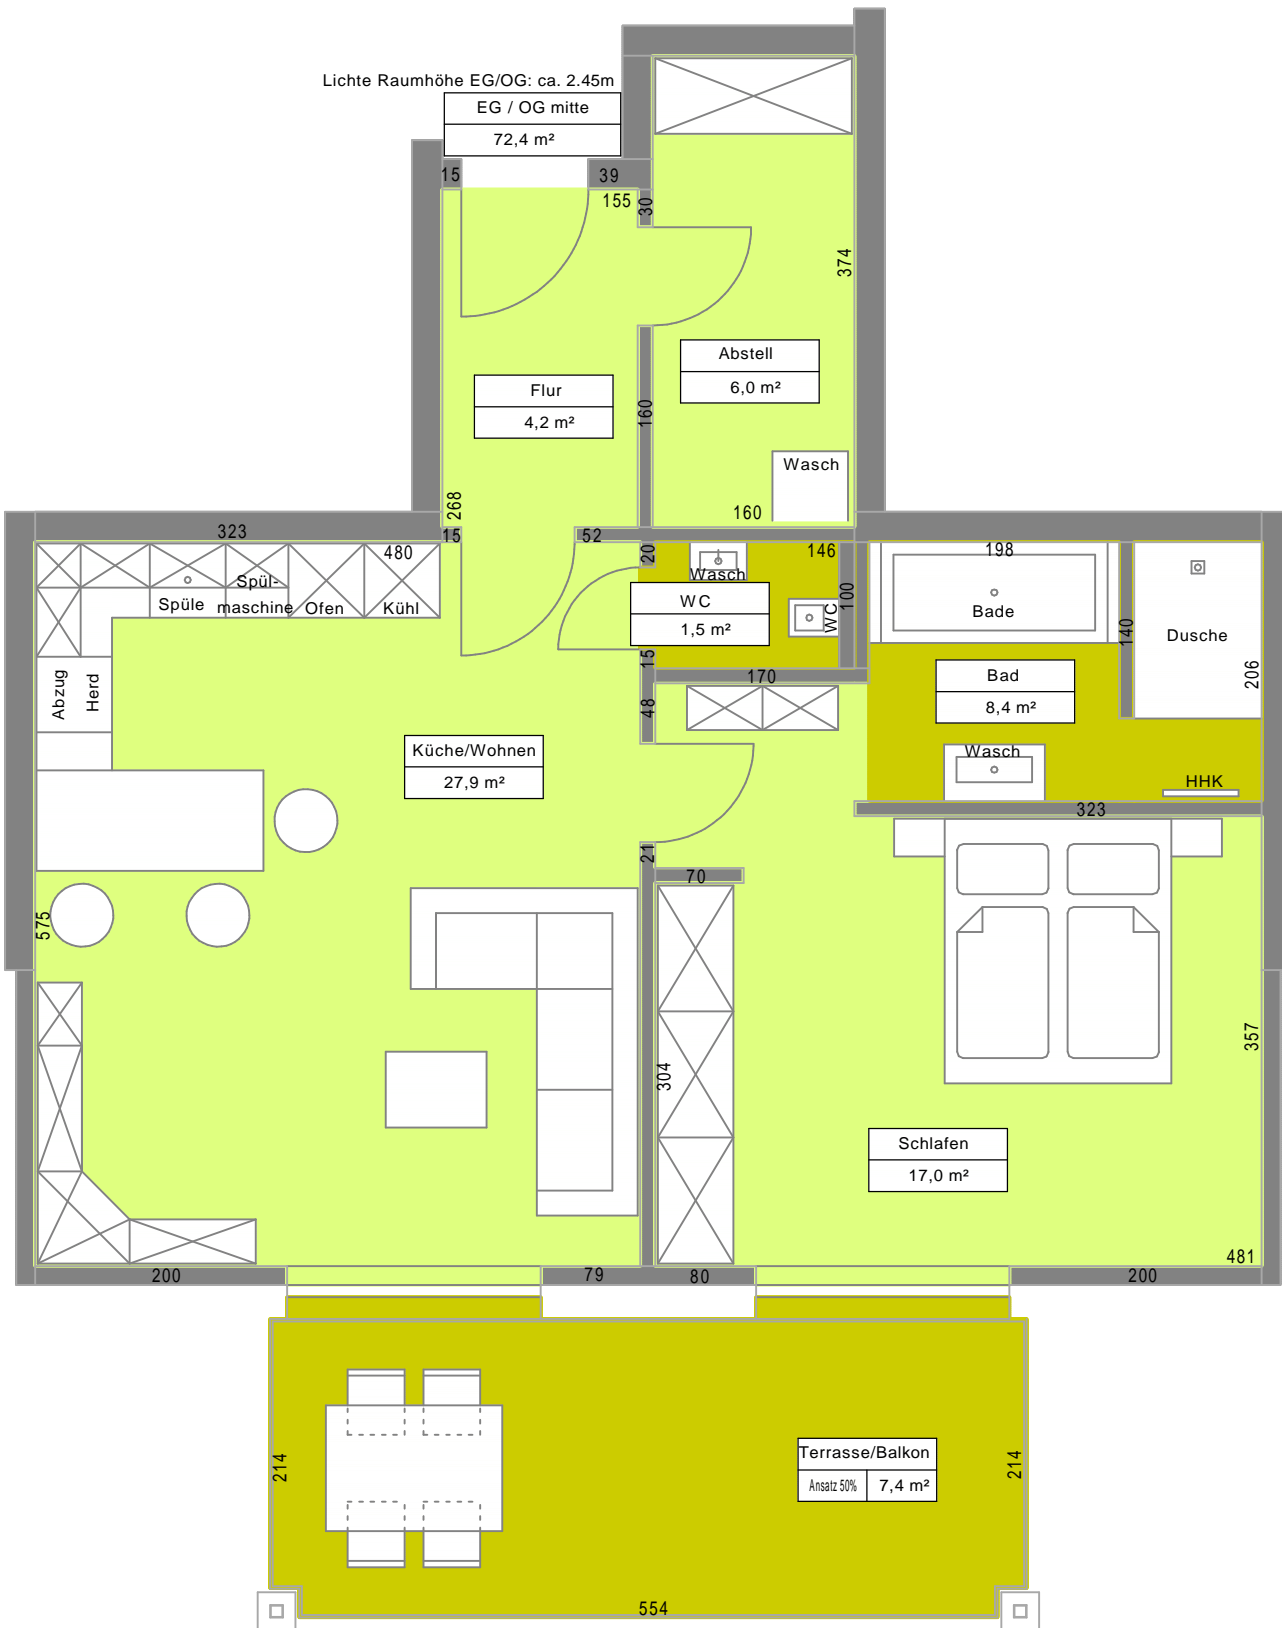 Lichte Raumhöhe EG/OG: ca. 2.45m
EG / OG mitte
72,4 m²
15
39
155
30
374
Abstell
6,0 m²
Flur
4,2 m²
160
Wasch
268
160
323
15
52
480
20
146
198
Spül-
maschine
Spüle
Ofen
Kühl
Wasch
WC
1,5 m²
WC
100
Bade
140
Dusche
206
Abzug
Herd
15
170
48
Bad
8,4 m²
Wasch
HHK
Küche/Wohnen
27,9 m²
323
21
70
575
304
357
Schlafen
17,0 m²
481
200
79
80
200
Terrasse/Balkon
Ansatz 50%
7,4 m²
214
214
554